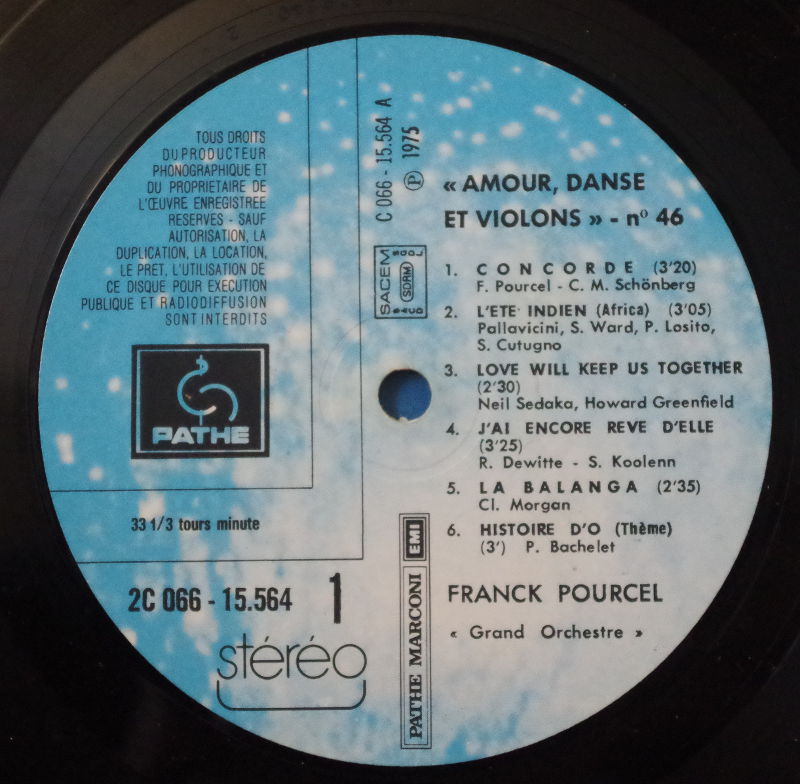 TOUS DROITS
DU PRODUCTEUR
PHONOGRAPHIQUE ET
DU PROPRIETAIRE DE
L'ŒUVRE ENREGISTREE
RESERVES - SAUF
AUTORISATION, LA
DUPLICATION, LA LOCATION,
LE PRET, L'UTILISATION DE
CE DISQUE POUR EXECUTION
PUBLIQUE ET RADIODIFFUSION
SONT INTERDITS
PATHE
33 1/3 tours minute
2C 066 - 15.564 1
stéréo
C 066 - 15.564 A
℗ 1975
SACEM
SDRM
PATHE MARCONI EMI
« AMOUR, DANSE
ET VIOLONS » - nº 46
1. CONCORDE (3'20)
F. Pourcel - C. M. Schönberg
2. L'ETE INDIEN (Africa) (3'05)
Pallavicini, S. Ward, P. Losito,
S. Cutugno
3. LOVE WILL KEEP US TOGETHER
(2'30)
Neil Sedaka, Howard Greenfield
4. J'AI ENCORE REVE D'ELLE
(3'25)
R. Dewitte - S. Koolenn
5. LA BALANGA (2'35)
Cl. Morgan
6. HISTOIRE D'O (Thème)
(3') P. Bachelet
FRANCK POURCEL
« Grand Orchestre »